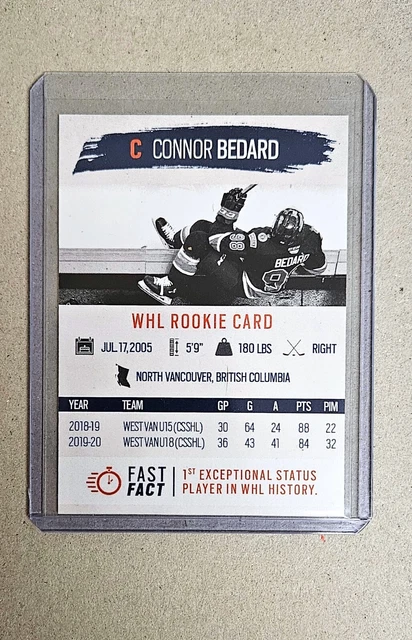 C CONNOR BEDARD
BEDARD
98
WHL ROOKIE CARD
JUL 17, 2005 5'9" 180 LBS RIGHT
NORTH VANCOUVER, BRITISH COLUMBIA
YEAR TEAM GP G A PTS PIM
2018-19 WEST VAN U15 (CSSHL) 30 64 24 88 22
2019-20 WEST VAN U18 (CSSHL) 36 43 41 84 32
FAST FACT
1ST EXCEPTIONAL STATUS
PLAYER IN WHL HISTORY.